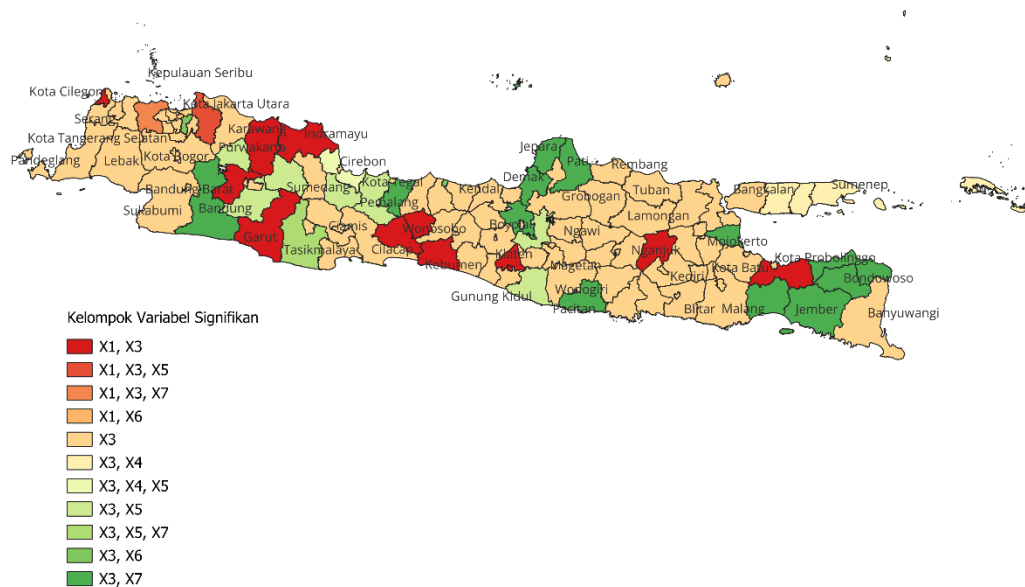 Kepulauan Seribu
Kota Cilegon
Kota Jakarta Utara
Serang
Karawang
Indramayu
Kota Tangerang Selatan
Purwakarta
Jepara
Pandeglang
Lebak
Kota Bogor
Cirebon
Pati
Rembang
Demak
Bandung Barat
Sumedang
Kota Tegal
Kendal
Grobogan
Tuban
Bangkalan
Sumenep
Sukabumi
Bandung
Pemalang
Lamongan
Garut
Ciamis
Wonosobo
Boyolali
Ngawi
Mojokerto
Tasikmalaya
Cilacap
Klaten
Nganjuk
Kota Probolinggo
Kebumen
Magetan
Kediri
Kota Batu
Bondowoso
Gunung Kidul
Wonogiri
Pacitan
Blitar
Malang
Jember
Banyuwangi
Kelompok Variabel Signifikan
X1, X3
X1, X3, X5
X1, X3, X7
X1, X6
X3
X3, X4
X3, X4, X5
X3, X5
X3, X5, X7
X3, X6
X3, X7